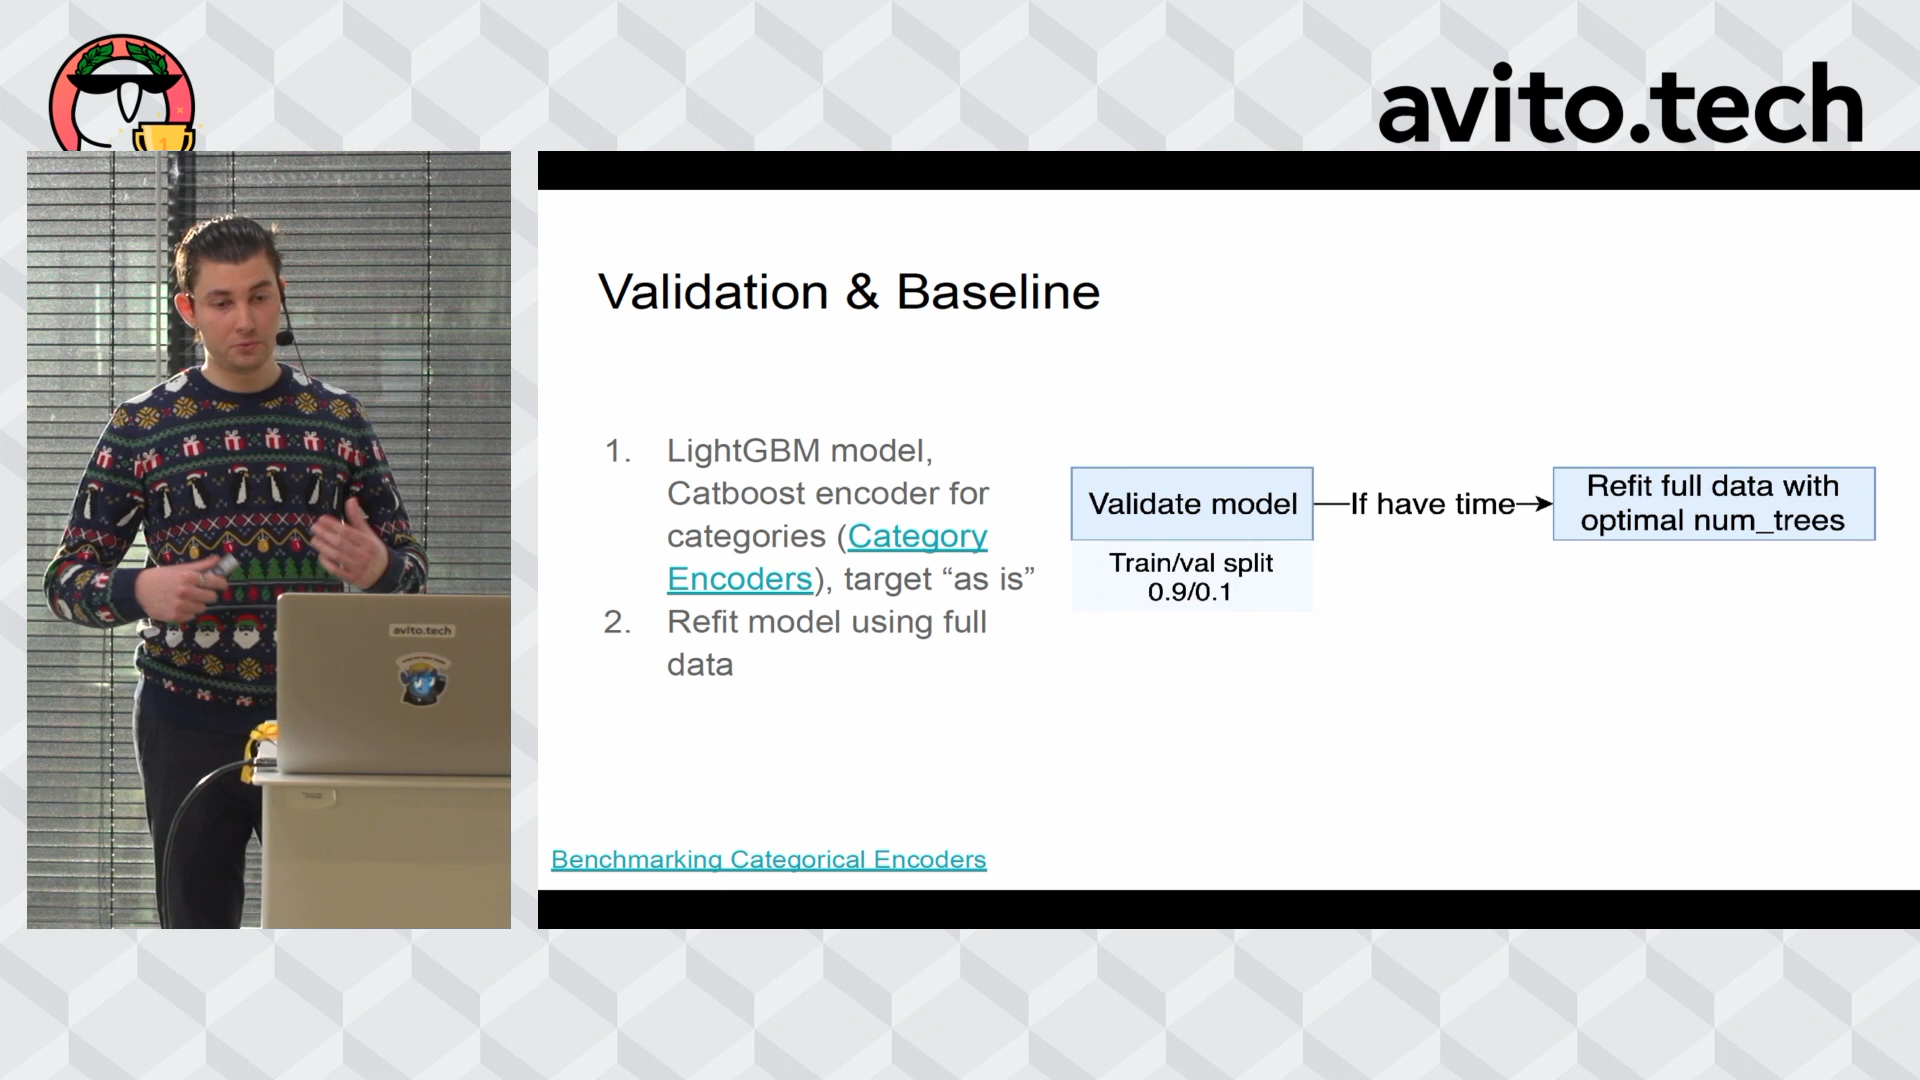 avito.tech
Validation & Baseline
1. LightGBM model,
Catboost encoder for
categories (Category
Encoders), target “as is”
2. Refit model using full
data
Validate model
Train/val split
0.9/0.1
If have time
Refit full data with
optimal num_trees
Benchmarking Categorical Encoders
avito.tech
1